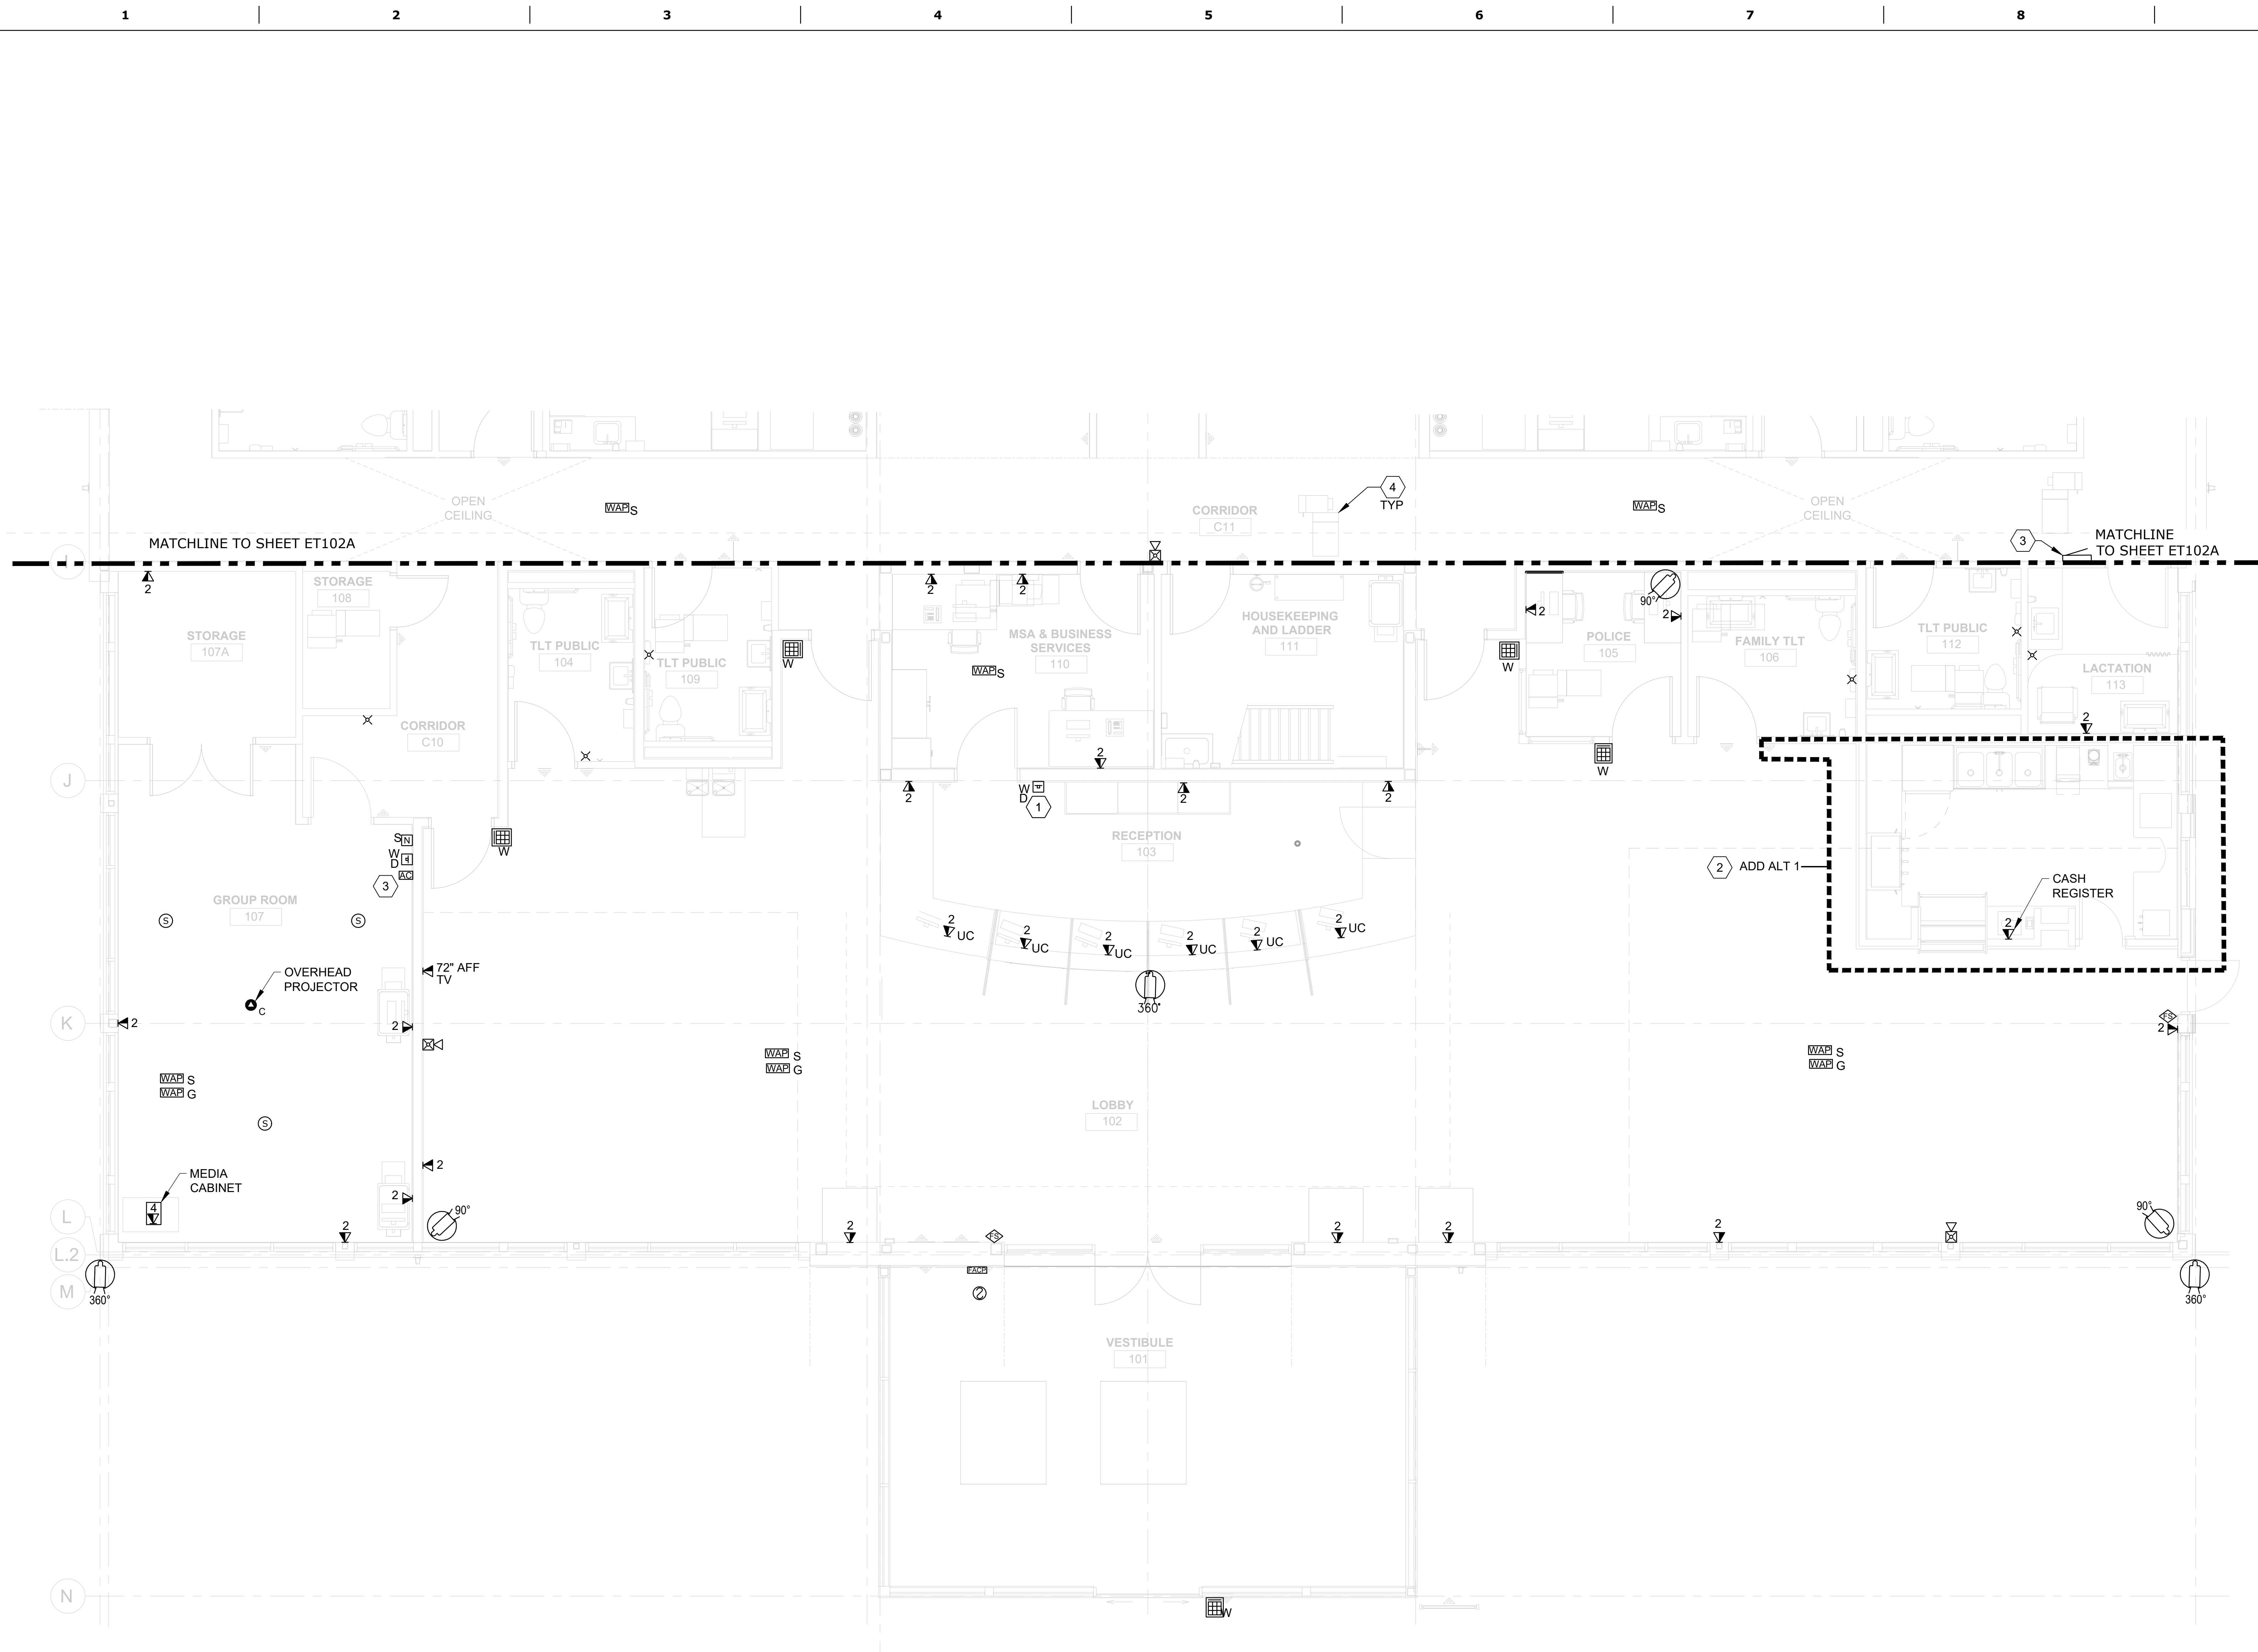 1 2 3 4 5 6 7 8
OPEN
CEILING
WAP S
CORRIDOR
C11
4
TYP
WAP S
OPEN
CEILING
MATCHLINE TO SHEET ET102A
3
MATCHLINE
TO SHEET ET102A
2
STORAGE
108
STORAGE
107A
TLT PUBLIC
104
TLT PUBLIC
109
W
2
2
MSA & BUSINESS
SERVICES
110
WAP S
2
HOUSEKEEPING
AND LADDER
111
W
2
POLICE
105
90°
2
FAMILY TLT
106
TLT PUBLIC
112
LACTATION
113
2
CORRIDOR
C10
W
J
2
W
D
1
2
2
RECEPTION
103
S N
W
D
AC
3
W
GROUP ROOM
107
S
S
2 ADD ALT 1
CASH
REGISTER
2
2
UC
2
UC
2
UC
2
UC
2
UC
2
UC
72" AFF
TV
OVERHEAD
PROJECTOR
C
360°
K
2
2
FS
2
WAP S
WAP G
WAP S
WAP G
WAP S
WAP G
LOBBY
102
S
MEDIA
CABINET
4
2
2
90°
90°
L
2
2
FS
2
2
2
L.2
M
360°
FACP
360°
VESTIBULE
101
N
W